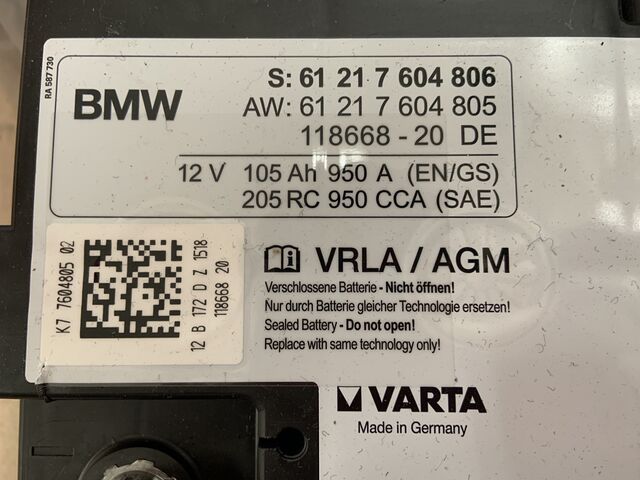 RA 587 730
BMW
S: 61 21 7 604 806
AW: 61 21 7 604 805
118668 - 20 DE
12 V 105 Ah 950 A (EN/GS)
205 RC 950 CCA (SAE)
K7 7604805 02
12 B 172 D Z 1518
118668 20
VRLA / AGM
Verschlossene Batterie - Nicht öffnen!
Nur durch Batterie gleicher Technologie ersetzen!
Sealed Battery - Do not open!
Replace with same technology only!
VARTA
Made in Germany